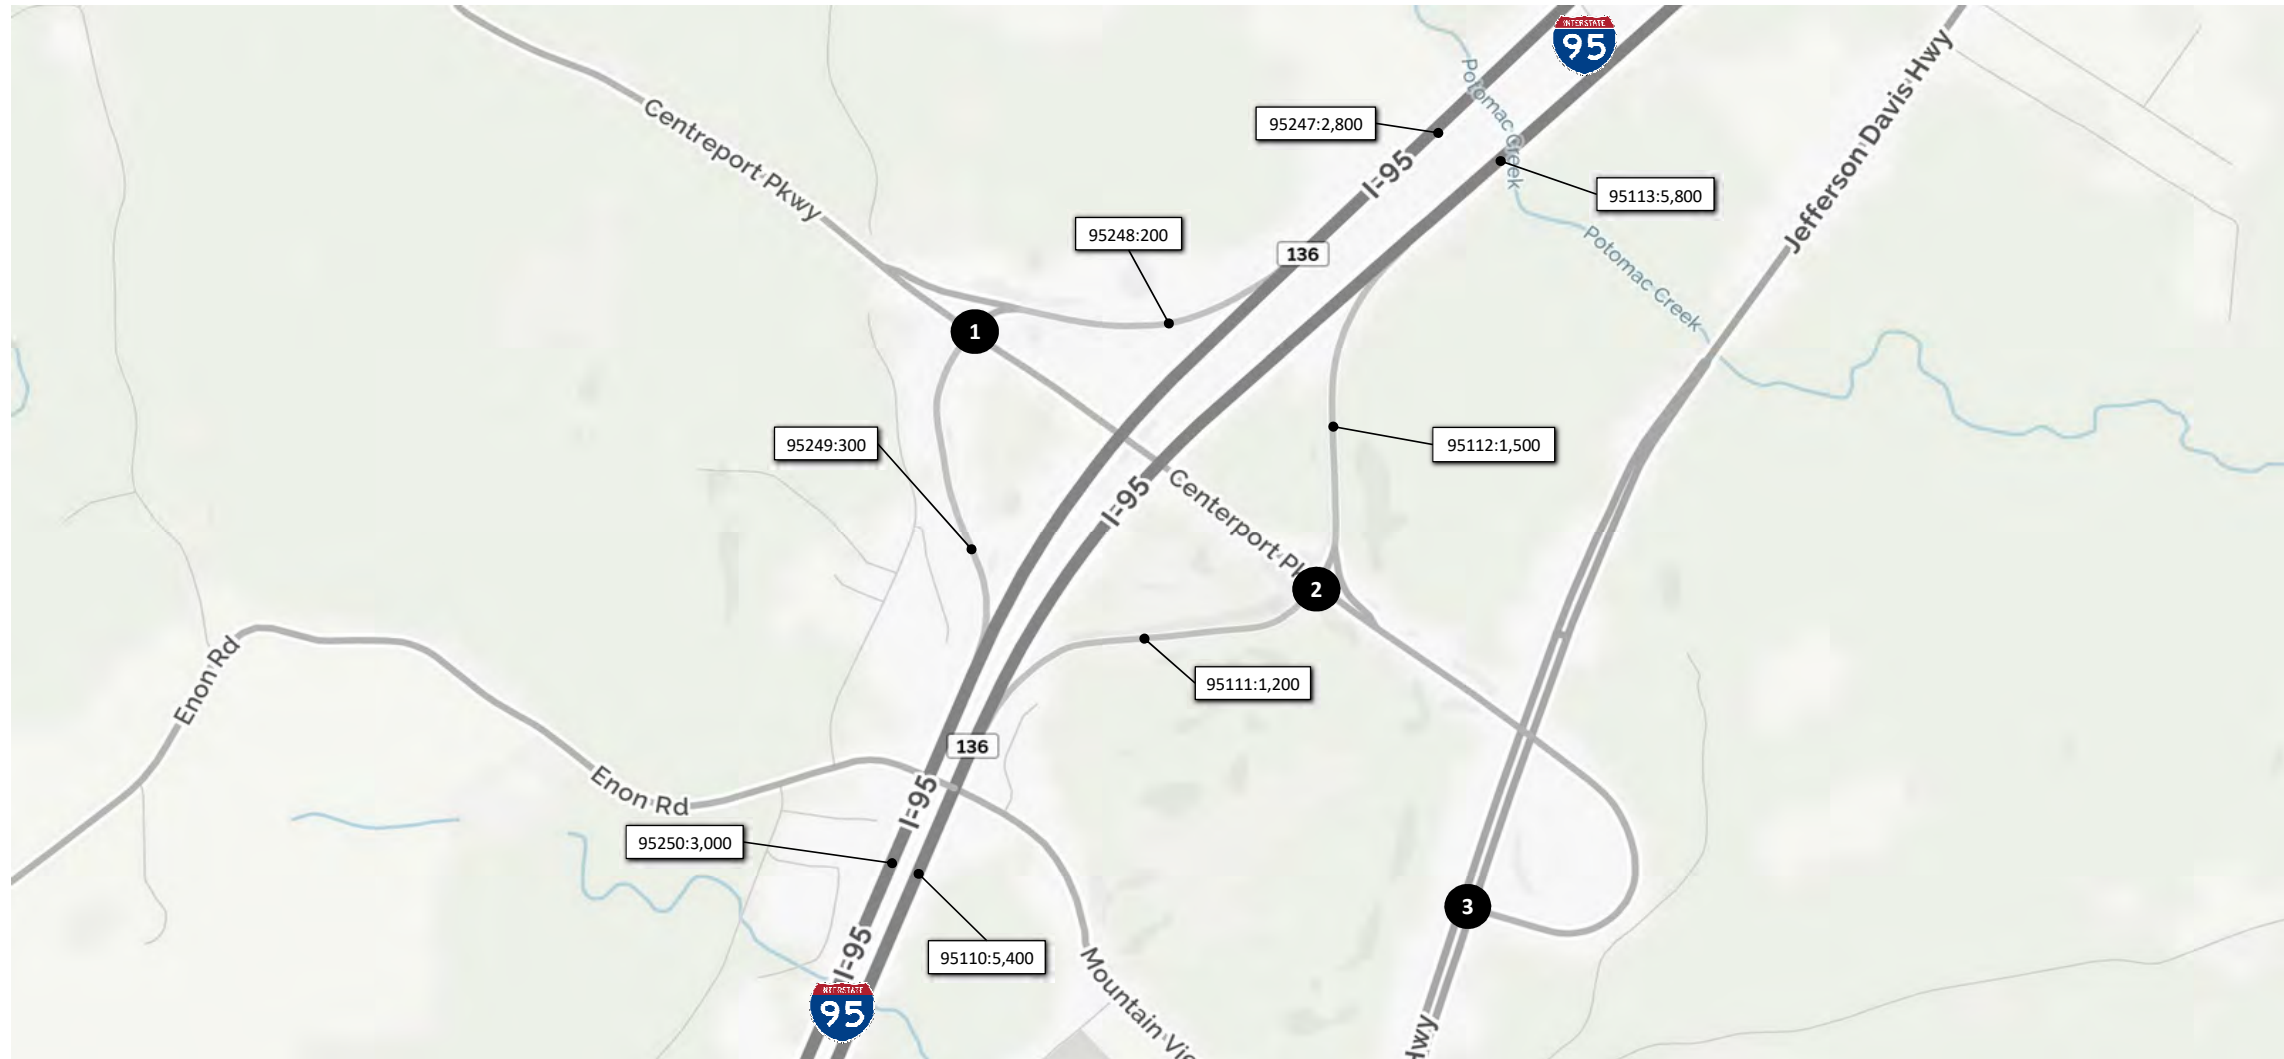 INTERSTATE
95
Jefferson Davis Hwy
Potomac Creek
Centreport Pkwy
95247:2,800
I-95
95113:5,800
95248:200
136
Potomac Creek
1
95249:300
95112:1,500
Centerport
I-95
2
95111:1,200
Enon Rd
136
Enon Rd
I-95
95250:3,000
3
95110:5,400
I-95
Mountain
INTERSTATE
95
Hwy